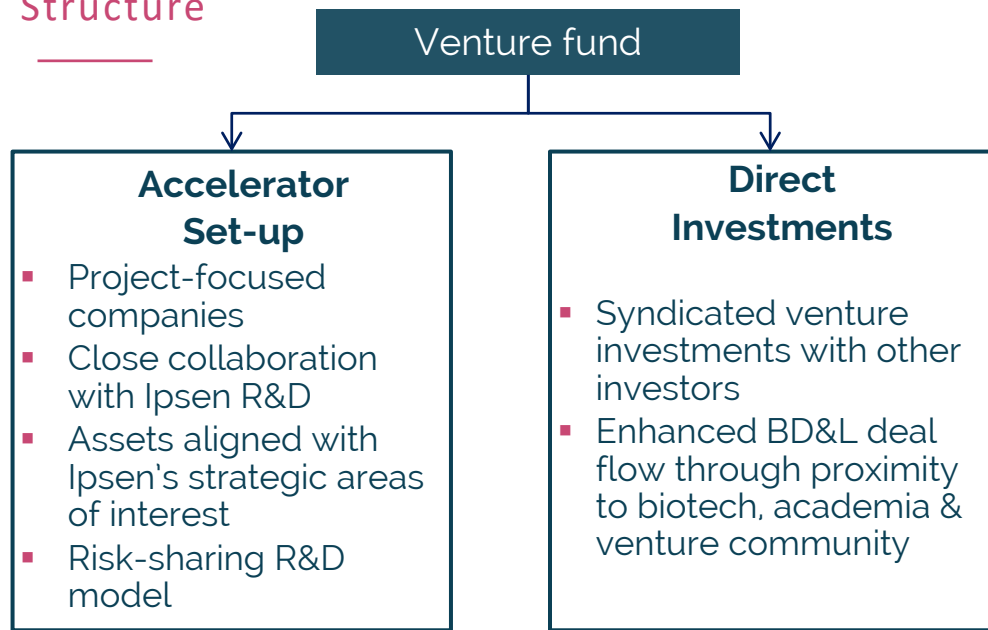 Structure
Venture fund
Accelerator
Set-up
▪ Project-focused
companies
▪ Close collaboration
with Ipsen R&D
▪ Assets aligned with
Ipsen's strategic areas
of interest
▪ Risk-sharing R&D
model
Direct
Investments
▪ Syndicated venture
investments with other
investors
▪ Enhanced BD&L deal
flow through proximity
to biotech, academia &
venture community